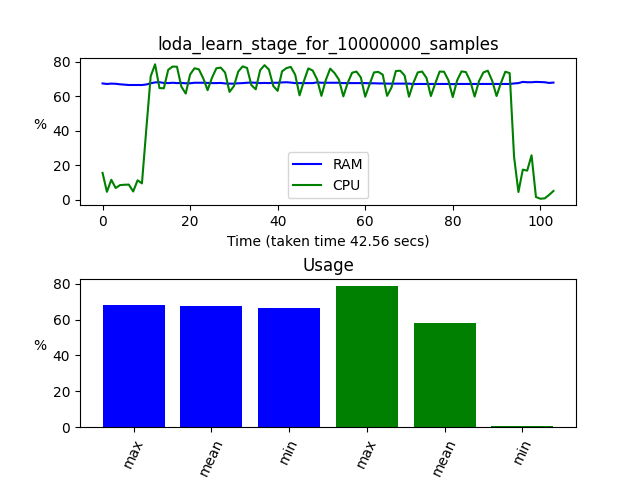 loda_learn_stage_for_10000000_samples
80
60
40
20
0
%
RAM
CPU
0 20 40 60 80 100
Time (taken time 42.56 secs)
Usage
80
60
40
20
0
%
max mean min max mean min